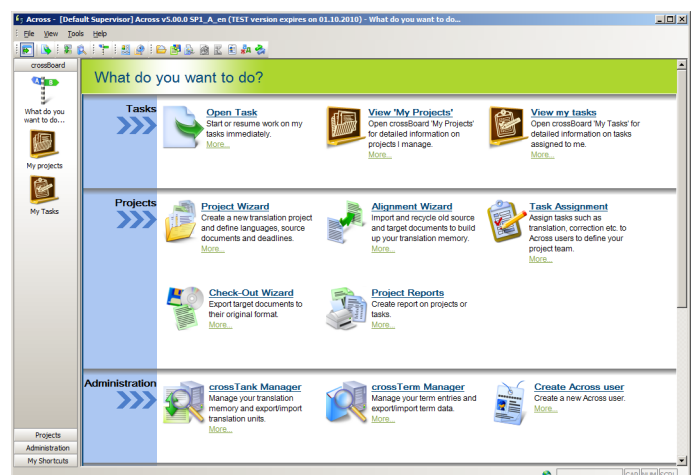 Across - [Default Supervisor] Across v5.00.0 SP1_A_en (TEST version expires on 01.10.2010) - What do you want to do...
File View Tools Help
crossBoard
What do you
want to do...
My projects
My Tasks
Projects
Administration
My Shortcuts
What do you want to do?
Tasks
Open Task
Start or resume work on my
tasks immediately.
More...
View 'My Projects'
Open crossBoard 'My Projects'
for detailed information on
projects I manage.
More...
View my tasks
Open crossBoard 'My Tasks' for
detailed information on tasks
assigned to me.
More...
Projects
Project Wizard
Create a new translation project
and define languages, source
documents and deadlines.
More...
Alignment Wizard
Import and recycle old source
and target documents to build
up your translation memory.
More...
Task Assignment
Assign tasks such as
translation, correction etc. to
Across users to define your
project team.
More...
Check-Out Wizard
Export target documents to
their original format.
More...
Project Reports
Create report on projects or
tasks.
More...
Administration
crossTank Manager
Manage your translation
memory and export/import
translation units.
More...
crossTerm Manager
Manage your term entries and
export/import term data.
More...
Create Across user
Create a new Across user.
More...
CAP NUM SCRL